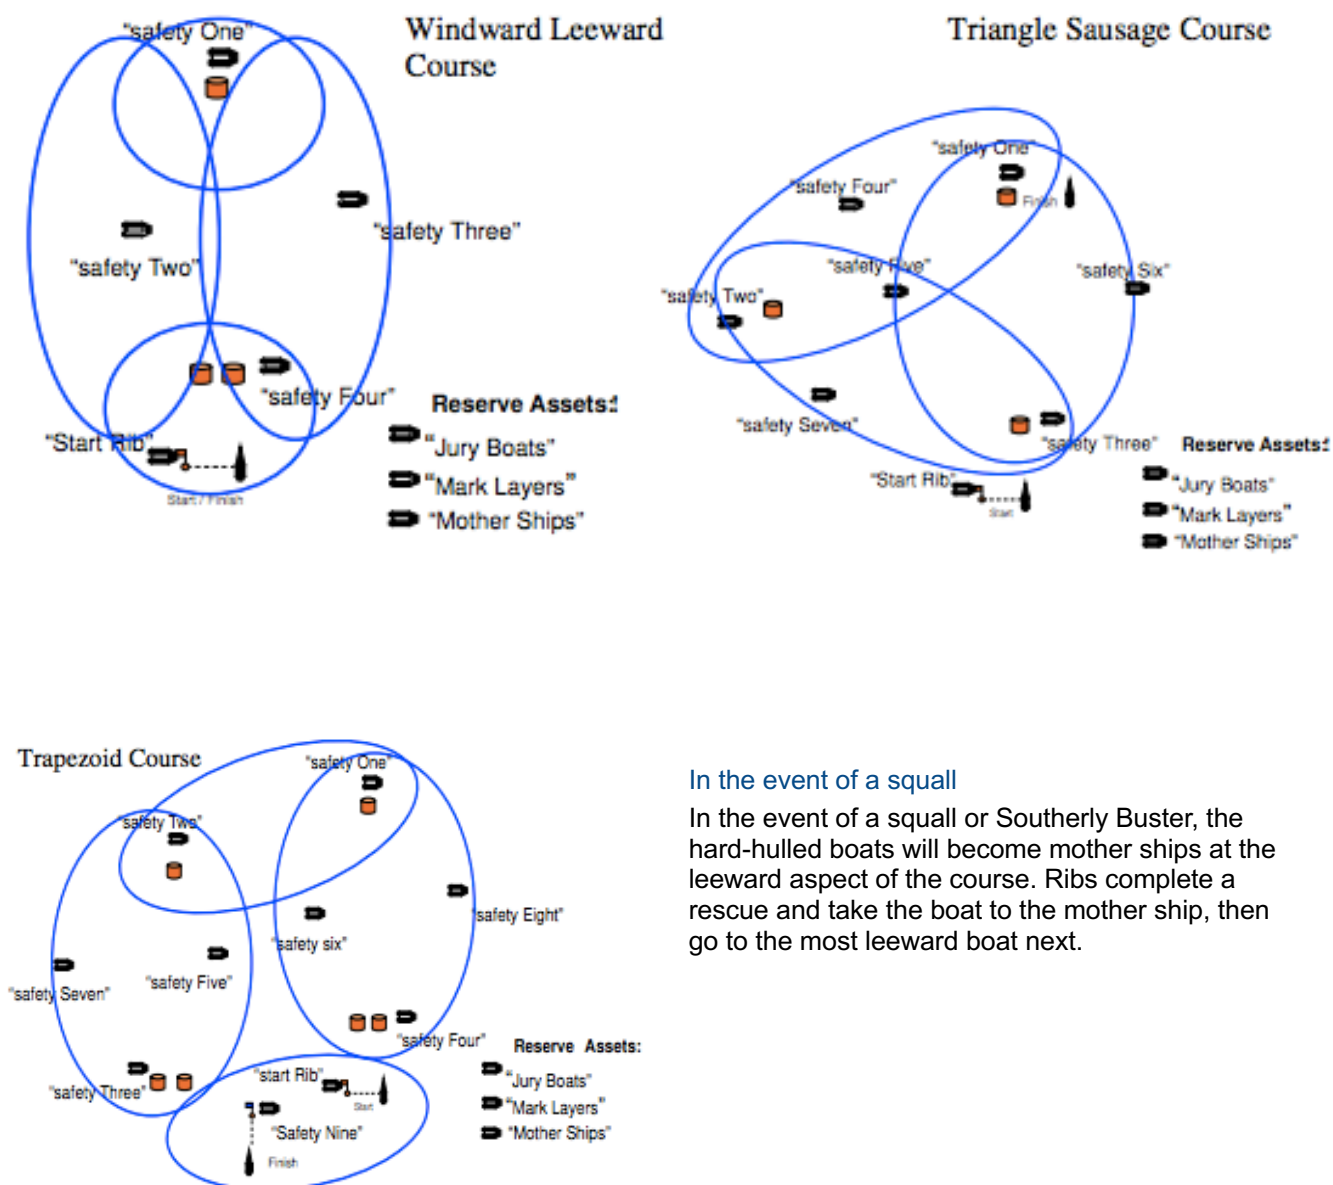 Windward Leeward
Course
"safety One"
"safety Three"
"safety Two"
"safety Four"
"Start Rib"
Start / Finish
Reserve Assets:
"Jury Boats"
"Mark Layers"
"Mother Ships"
Triangle Sausage Course
"safety One"
"safety Four"
Finish
"safety Five"
"safety Six"
"safety Two"
"safety Seven"
"safety Three"
"Start Rib"
Start
Reserve Assets:
"Jury Boats"
"Mark Layers"
"Mother Ships"
Trapezoid Course
"safety One"
"safety Two"
"safety Eight"
"safety six"
"safety Five"
"safety Seven"
"safety Four"
"safety Three"
"start Rib"
Start
"Safety Nine"
Finish
Reserve Assets:
"Jury Boats"
"Mark Layers"
"Mother Ships"
In the event of a squall
In the event of a squall or Southerly Buster, the
hard-hulled boats will become mother ships at the
leeward aspect of the course. Ribs complete a
rescue and take the boat to the mother ship, then
go to the most leeward boat next.